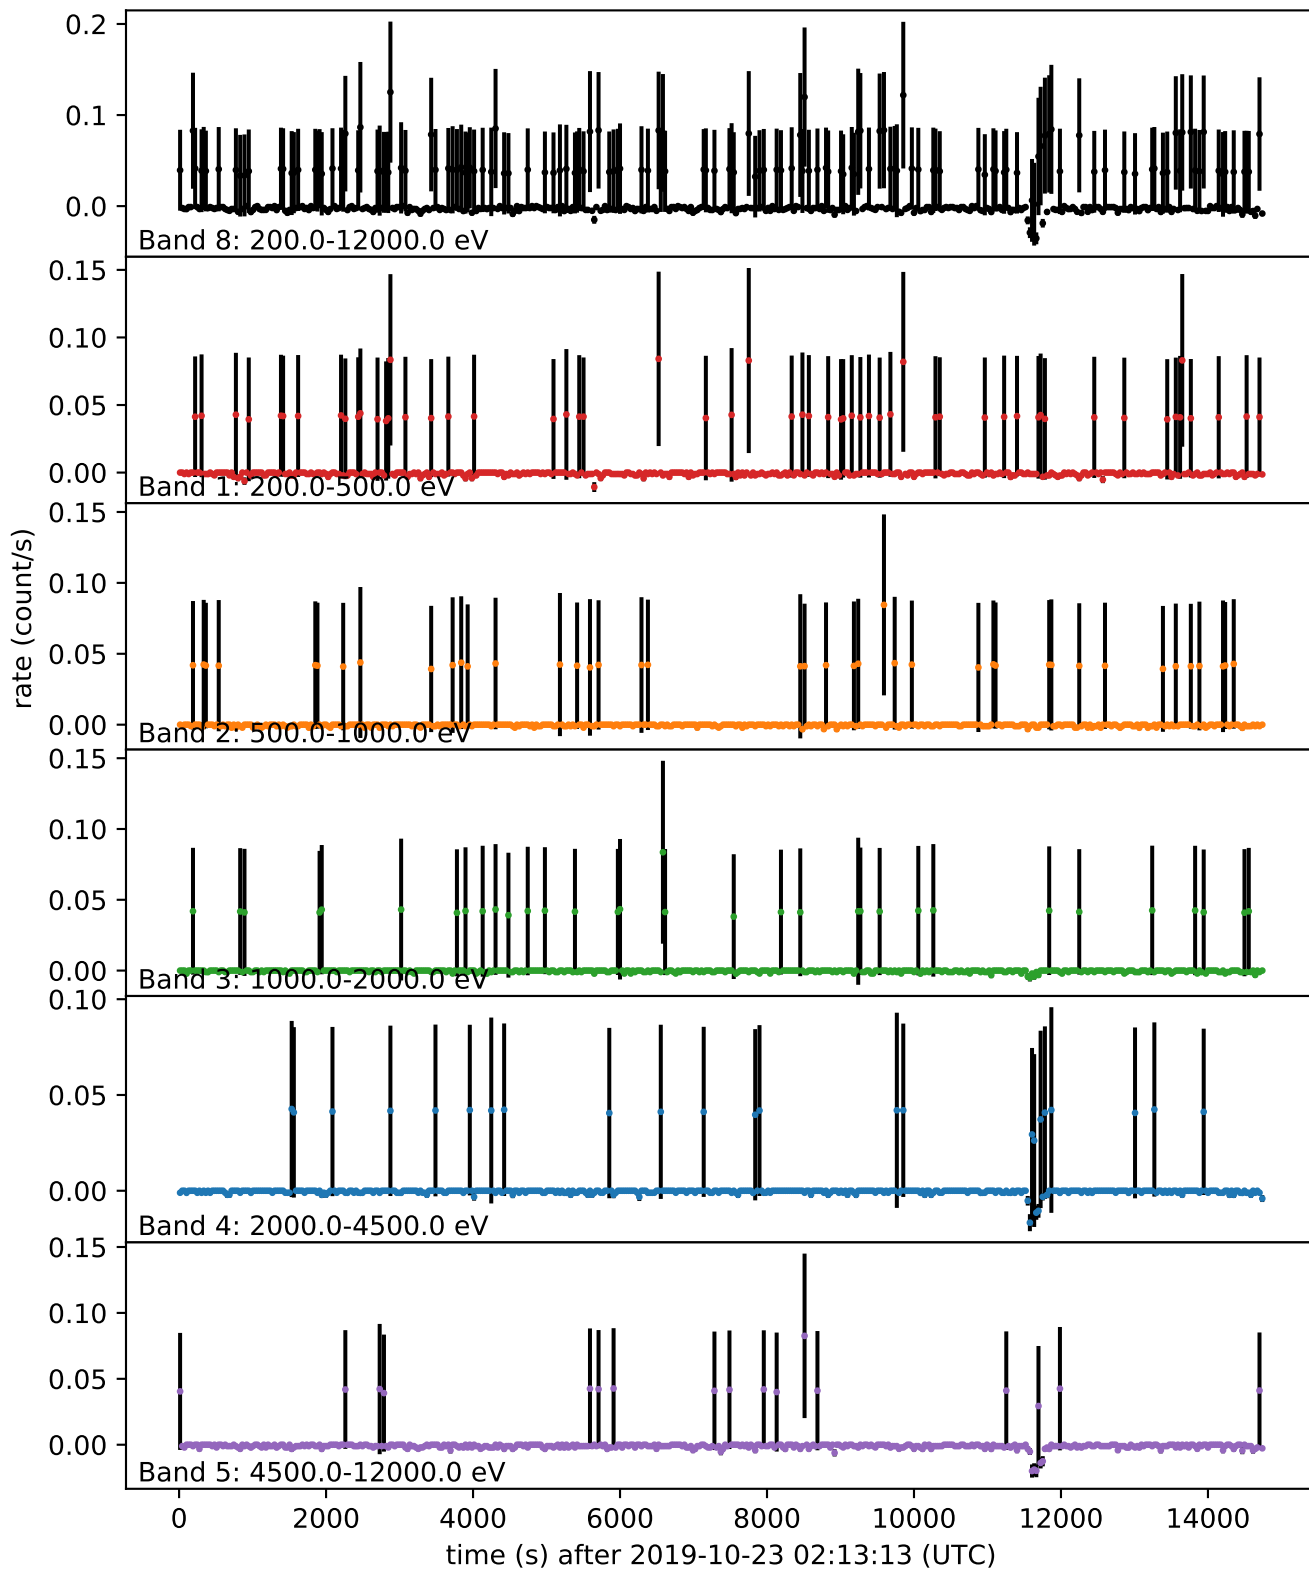 0.2
0.1
0.0
Band 8: 200.0-12000.0 eV
0.15
0.10
0.05
0.00
Band 1: 200.0-500.0 eV
0.15
0.10
0.05
0.00
Band 2: 500.0-1000.0 eV
0.15
0.10
0.05
0.00
Band 3: 1000.0-2000.0 eV
0.10
0.05
0.00
Band 4: 2000.0-4500.0 eV
0.15
0.10
0.05
0.00
Band 5: 4500.0-12000.0 eV
rate (count/s)
0 2000 4000 6000 8000 10000 12000 14000
time (s) after 2019-10-23 02:13:13 (UTC)